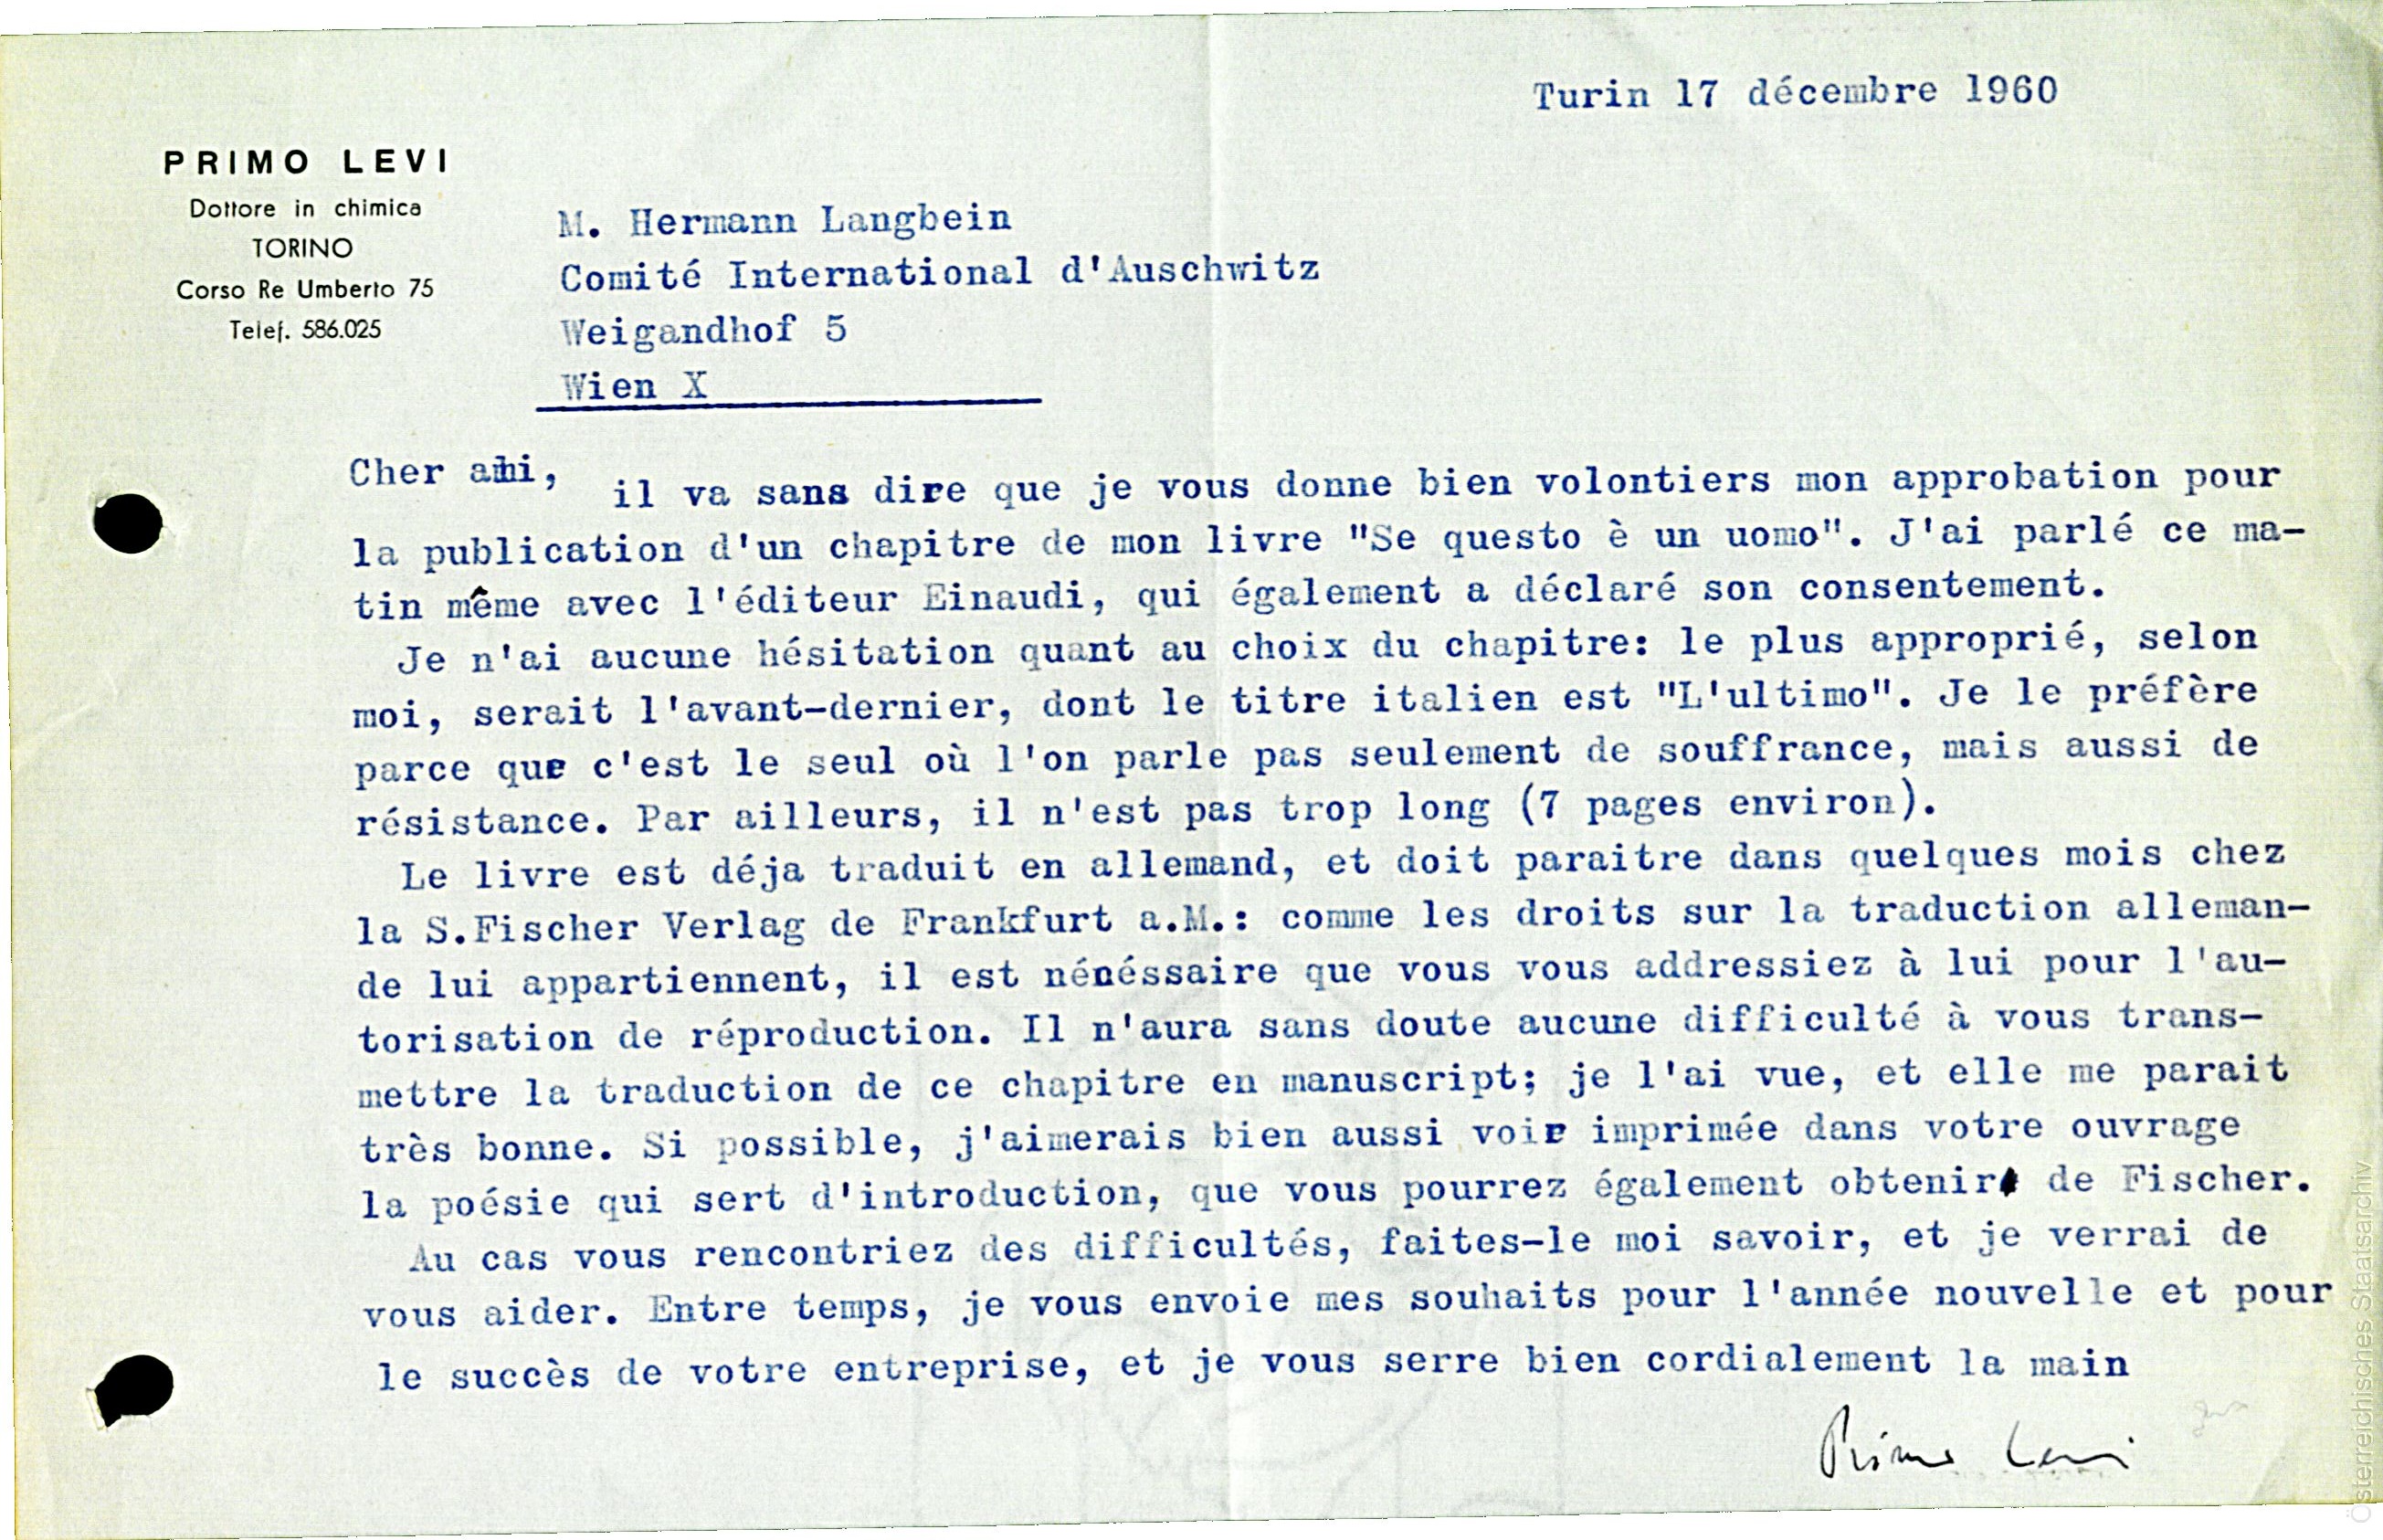 Turin 17 décembre 1960
PRIMO LEVI
Dottore in chimica
TORINO
Corso Re Umberto 75
Telef. 586.025
M. Hermann Langbein
Comité International d'Auschwitz
Weigandhof 5
Wien X
Cher ami,
il va sans dire que je vous donne bien volontiers mon approbation pour
la publication d'un chapitre de mon livre "Se questo è un uomo". J'ai parlé ce ma-
tin même avec l'éditeur Einaudi, qui également a déclaré son consentement.
Je n'ai aucune hésitation quant au choix du chapitre: le plus approprié, selon
moi, serait l'avant-dernier, dont le titre italien est "L'ultimo". Je le préfère
parce que c'est le seul où l'on parle pas seulement de souffrance, mais aussi de
résistance. Par ailleurs, il n'est pas trop long (7 pages environ).
Le livre est déja traduit en allemand, et doit paraitre dans quelques mois chez
la S.Fischer Verlag de Frankfurt a.M.: comme les droits sur la traduction alleman-
de lui appartiennent, il est nécéssaire que vous vous addressiez à lui pour l'au-
torisation de réproduction. Il n'aura sans doute aucune difficulté à vous trans-
mettre la traduction de ce chapitre en manuscript; je l'ai vue, et elle me parait
très bonne. Si possible, j'aimerais bien aussi voir imprimée dans votre ouvrage
la poésie qui sert d'introduction, que vous pourrez également obtenir de Fischer.
Au cas vous rencontriez des difficultés, faites-le moi savoir, et je verrai de
vous aider. Entre temps, je vous envoie mes souhaits pour l'année nouvelle et pour
le succès de votre entreprise, et je vous serre bien cordialement la main
Primo Levi
Österreichisches Staatsarchiv